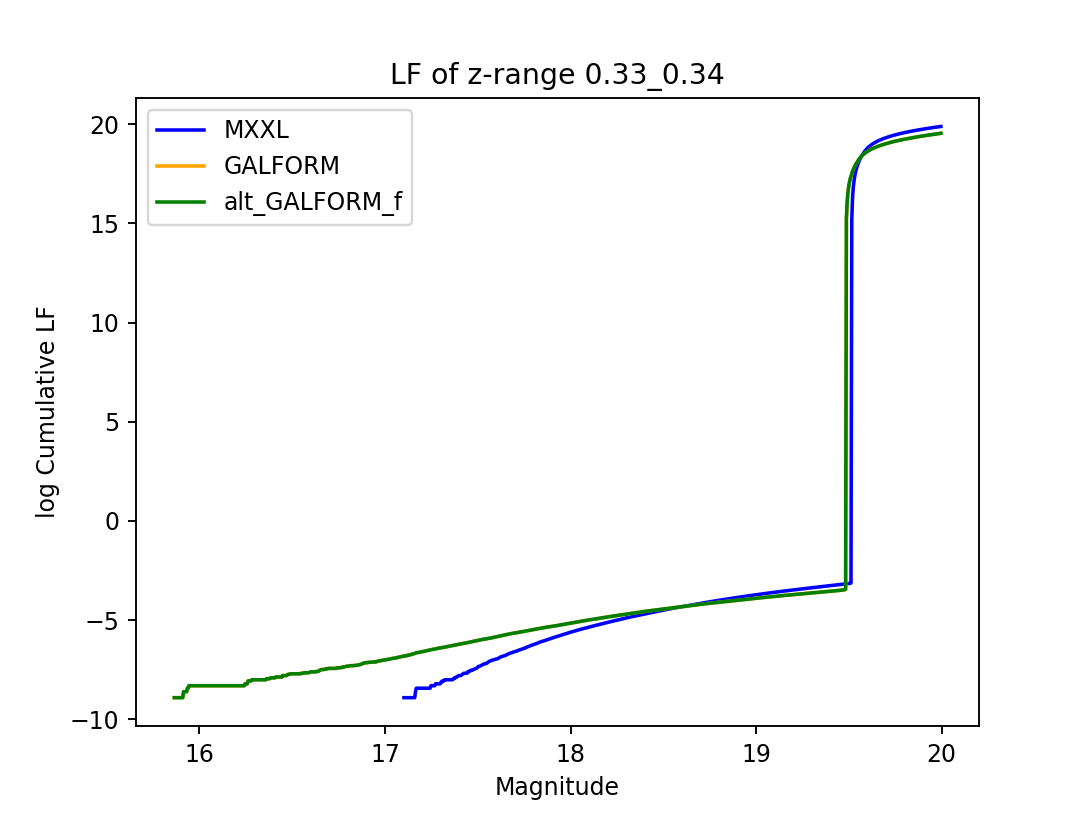 LF of z-range 0.33_0.34
MXXL
GALFORM
alt_GALFORM_f
20
15
10
5
0
−5
−10
log Cumulative LF
16 17 18 19 20
Magnitude